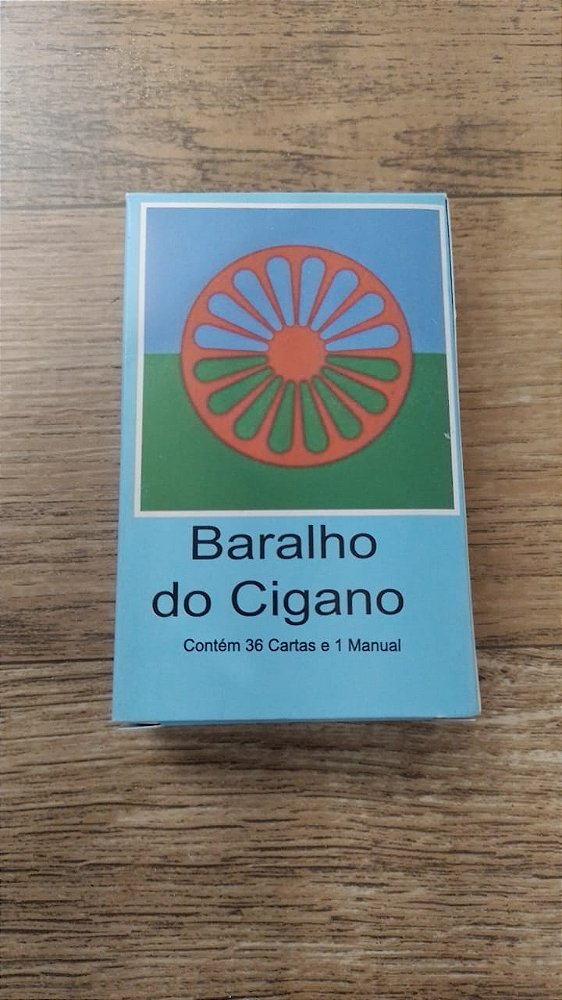 Baralho
do Cigano
Contém 36 Cartas e 1 Manual